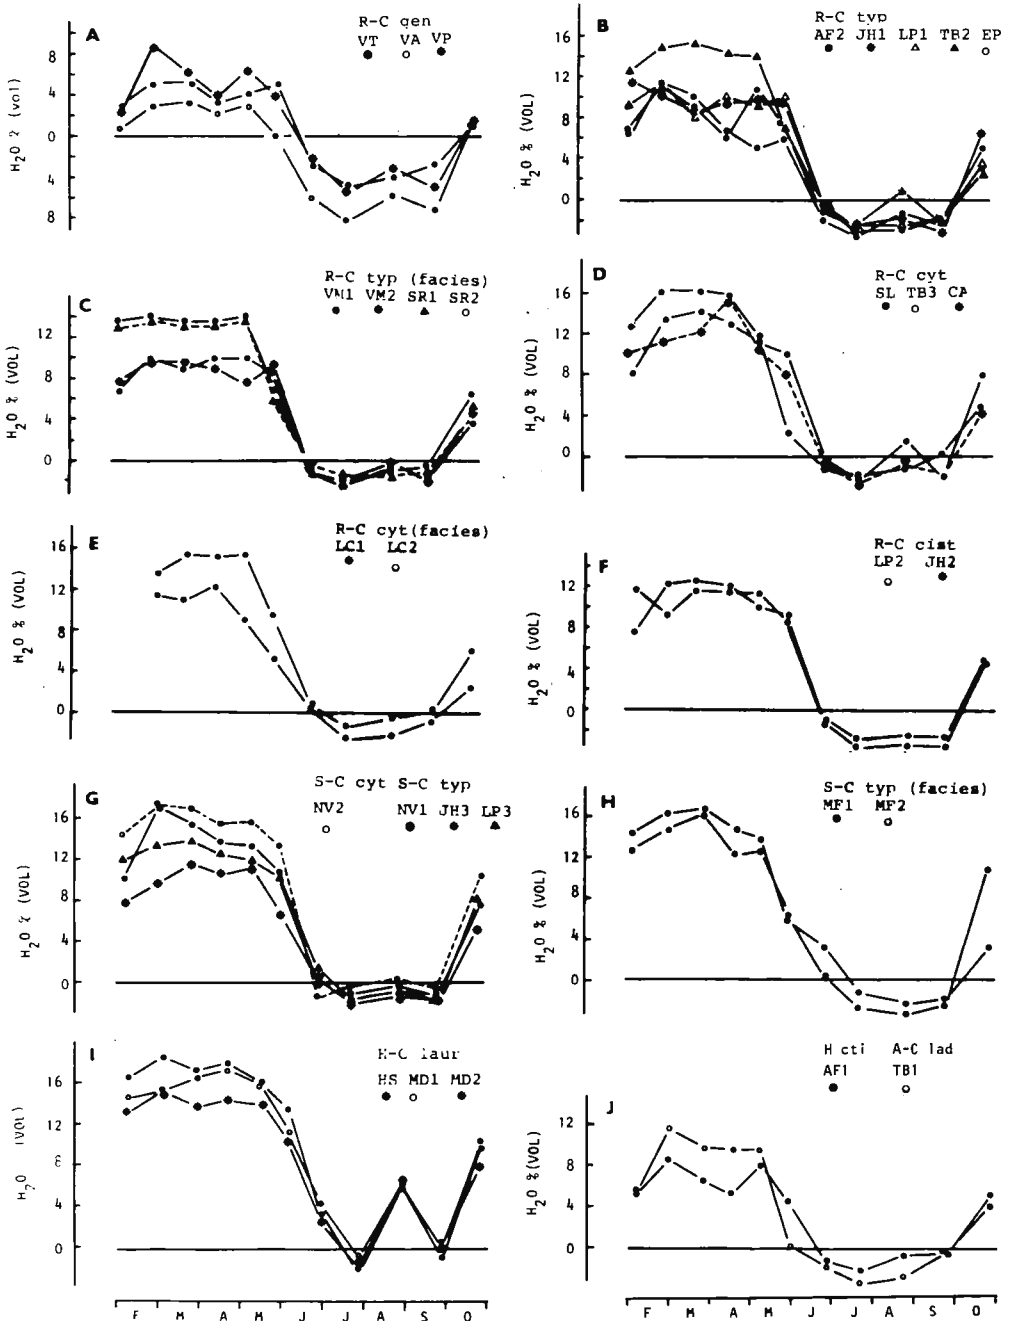 A
R-C gen
VT VA VP
8
4
0
4
8
H2O % (vol)
B
R-C typ
AF2 JH1 LP1 TB2 EP
16
12
8
4
0
H2O % (VOL)
C
R-C typ (facies)
VM1 VM2 SR1 SR2
12
8
4
0
H2O % (VOL)
D
R-C cyt
SL TB3 CA
16
12
8
4
0
H2O % (VOL)
E
R-C cyt(facies)
LC1 LC2
16
12
8
4
0
H2O % (VOL)
F
R-C cist
LP2 JH2
12
8
4
0
H2O % (VOL)
G
S-C cyt S-C typ
NV2 NV1 JH3 LP3
16
12
8
4
0
H2O % (VOL)
H
S-C typ (facies)
MF1 MF2
16
12
8
4
0
H2O % (VOL)
I
H-C laur
HS MD1 MD2
16
12
8
4
0
H2O (VOL)
F M A M J J A S O
J
H cti A-C lad
AF1 TB1
12
8
4
0
H2O %(VOL)
F M A M J J A S O